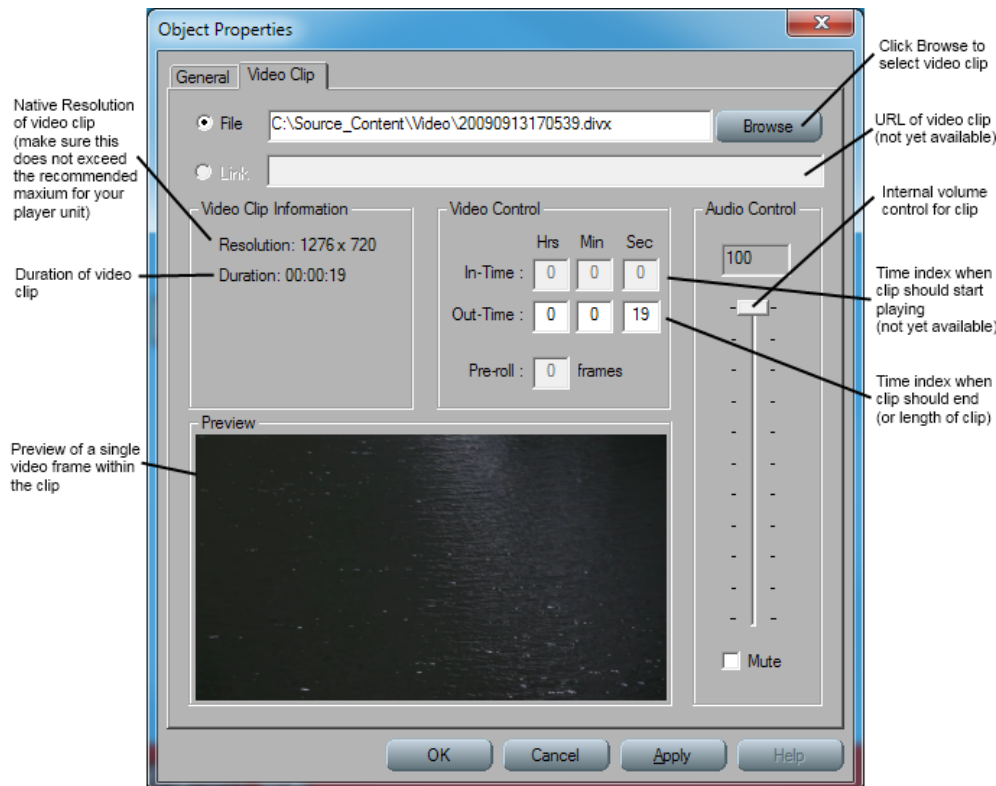 Object Properties
General
Video Clip
File
C:\Source_Content\Video\20090913170539.divx
Browse
Link
Video Clip Information
Resolution: 1276 x 720
Duration: 00:00:19
Video Control
Hrs Min Sec
In-Time : 0 0 0
Out-Time : 0 0 19
Pre-roll : 0 frames
Audio Control
100
Mute
Preview
OK
Cancel
Apply
Help
Native Resolution
of video clip
(make sure this
does not exceed
the recommended
maxium for your
player unit)
Duration of video
clip
Preview of a single
video frame within
the clip
Click Browse to
select video clip
URL of video clip
(not yet available)
Internal volume
control for clip
Time index when
clip should start
playing
(not yet available)
Time index when
clip should end
(or length of clip)